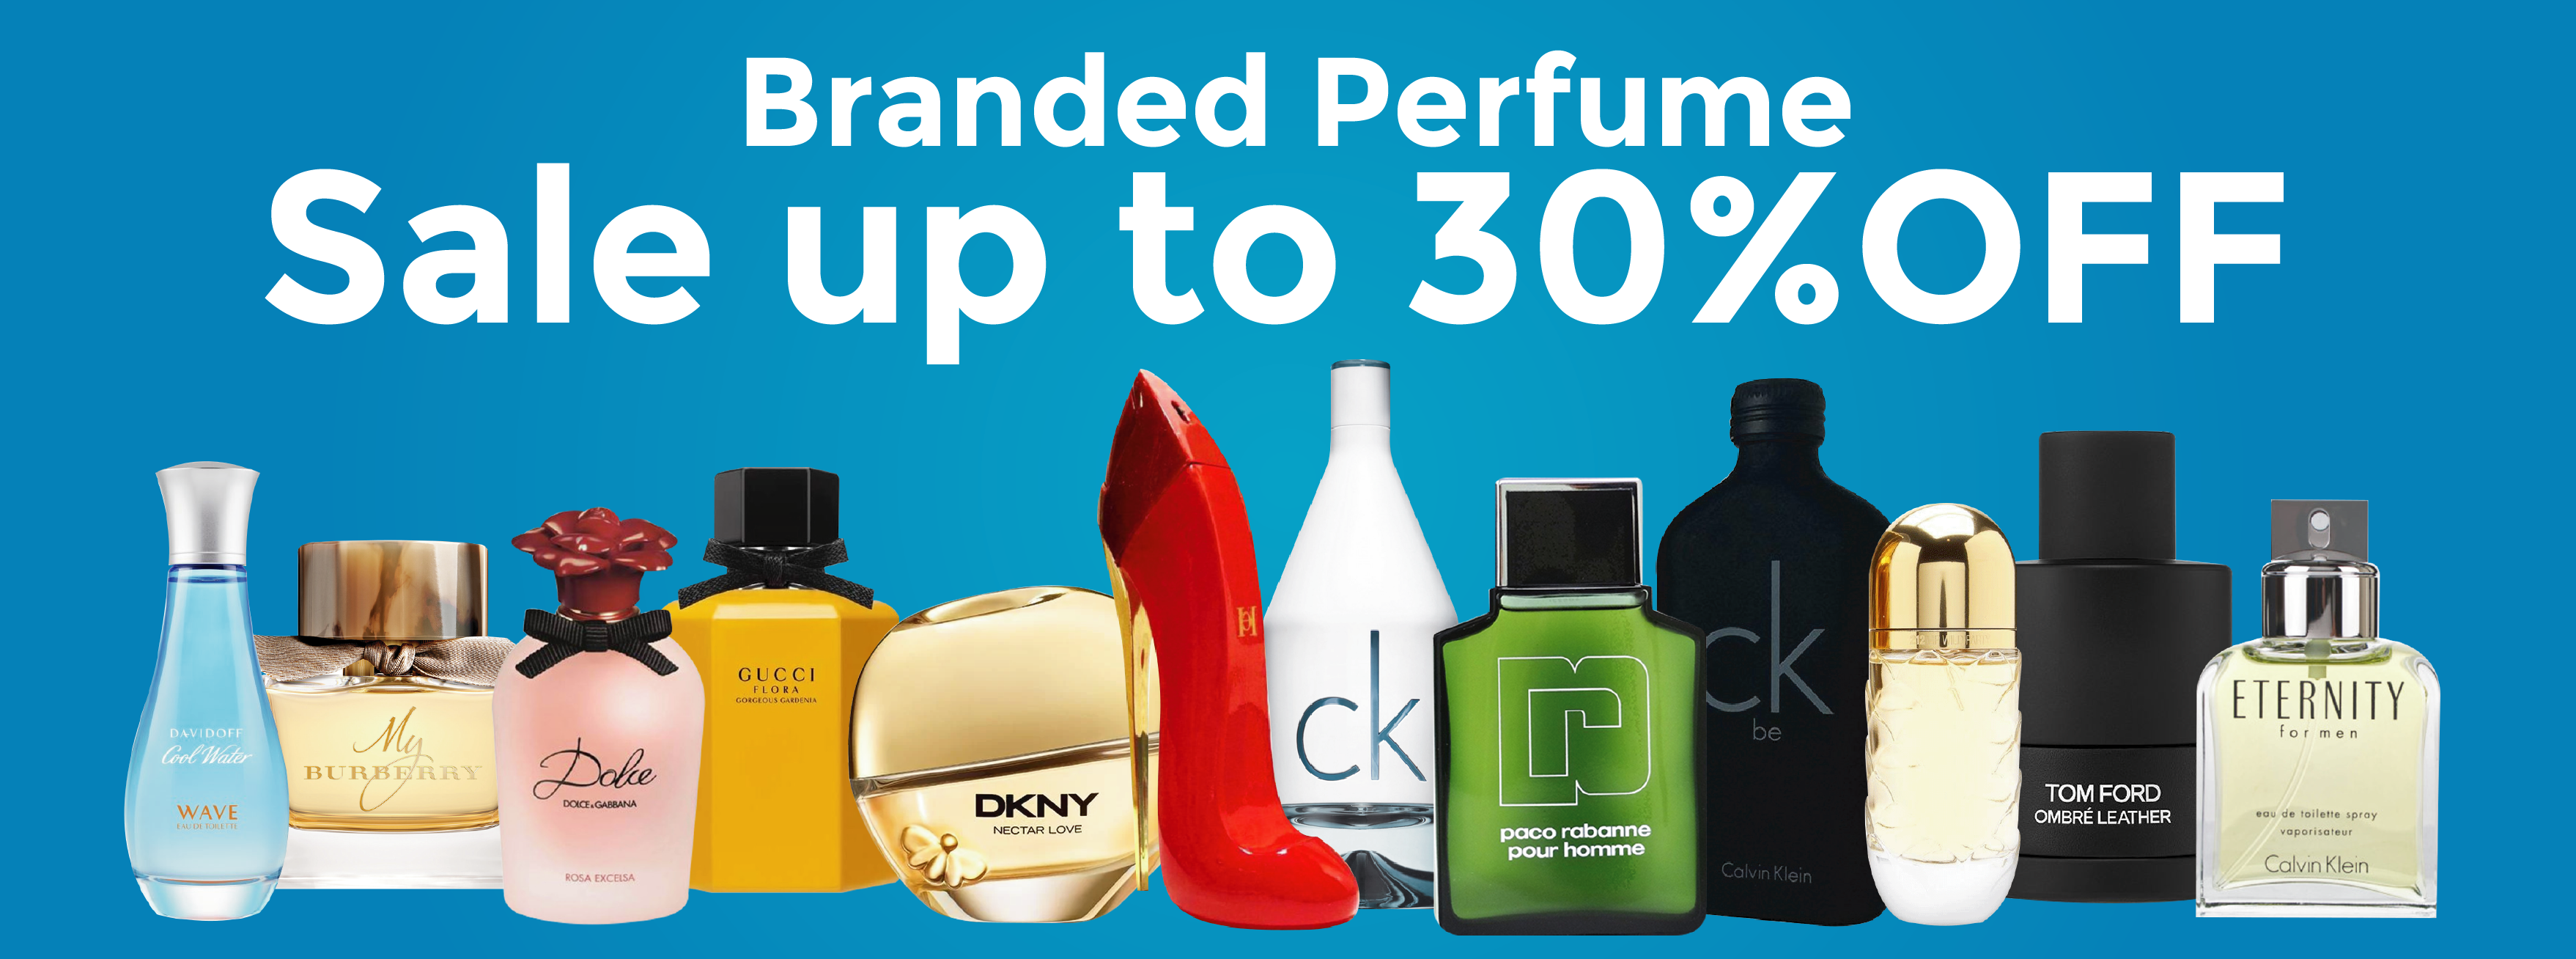 Branded Perfume
Sale up to 30%OFF
DAVIDOFF
Cool Water
WAVE
EAU DE TOILETTE
My
BURBERRY
Dolce
DOLCE&GABBANA
ROSA EXCELSA
GUCCI
FLORA
GORGEOUS GARDENIA
DKNY
NECTAR LOVE
ck
paco rabanne
pour homme
ck
be
Calvin Klein
TOM FORD
OMBRÉ LEATHER
ETERNITY
for men
eau de toilette spray
vaporisateur
Calvin Klein